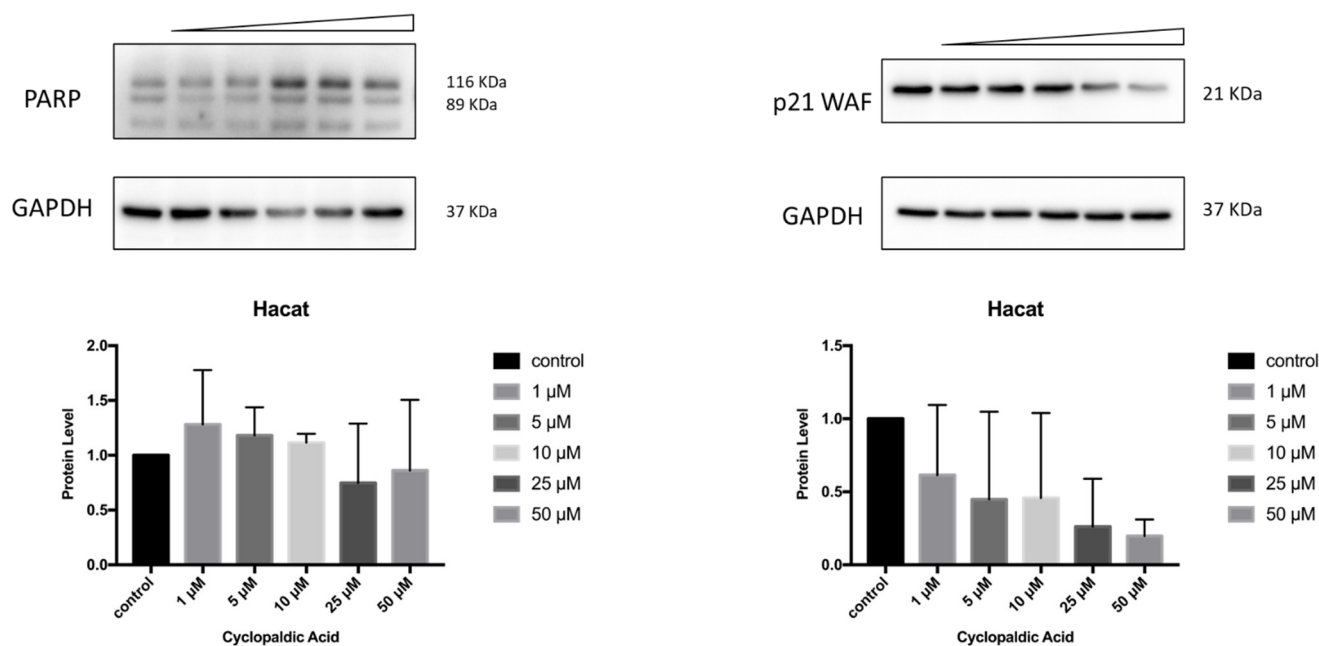 PARP
116 KDa
89 KDa
GAPDH
37 KDa
Hacat
Protein Level
2.0
1.5
1.0
0.5
0.0
control
1 µM
5 µM
10 µM
25 µM
50 µM
Cyclopaldic Acid
control
1 µM
5 µM
10 µM
25 µM
50 µM
p21 WAF
21 KDa
GAPDH
37 KDa
Hacat
Protein Level
1.5
1.0
0.5
0.0
control
1 µM
5 µM
10 µM
25 µM
50 µM
Cyclopaldic Acid
control
1 µM
5 µM
10 µM
25 µM
50 µM